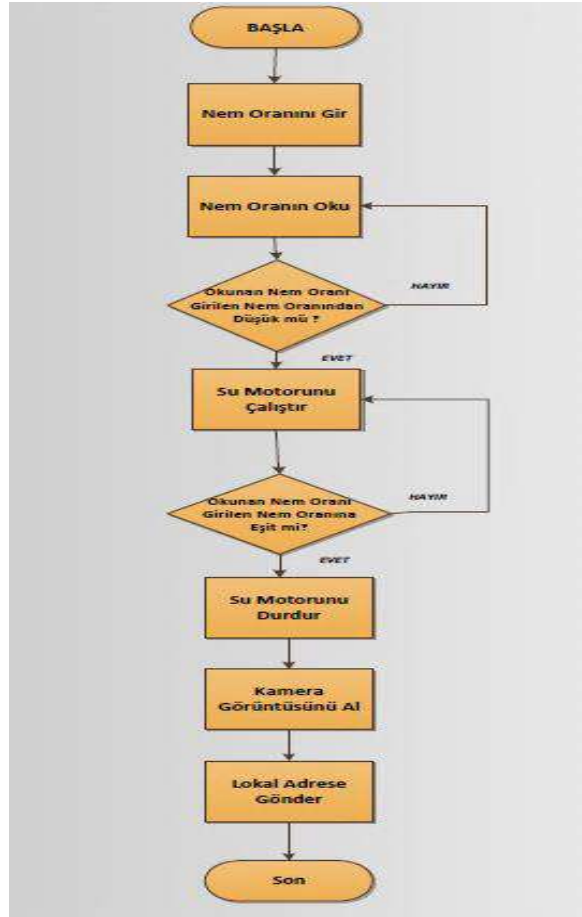 BAŞLA
Nem Oranını Gir
Nem Oranın Oku
Okunan Nem Orani
Girilen Nem Oranından
Düşük mü ?
HAYIR
EVET
Su Motorunu
Çalıştır
Okunan Nem Orani
Girilen Nem Oranına
Eşit mi?
HAYIR
EVET
Su Motorunu
Durdur
Kamera
Görüntüsünü Al
Lokal Adrese
Gönder
Son